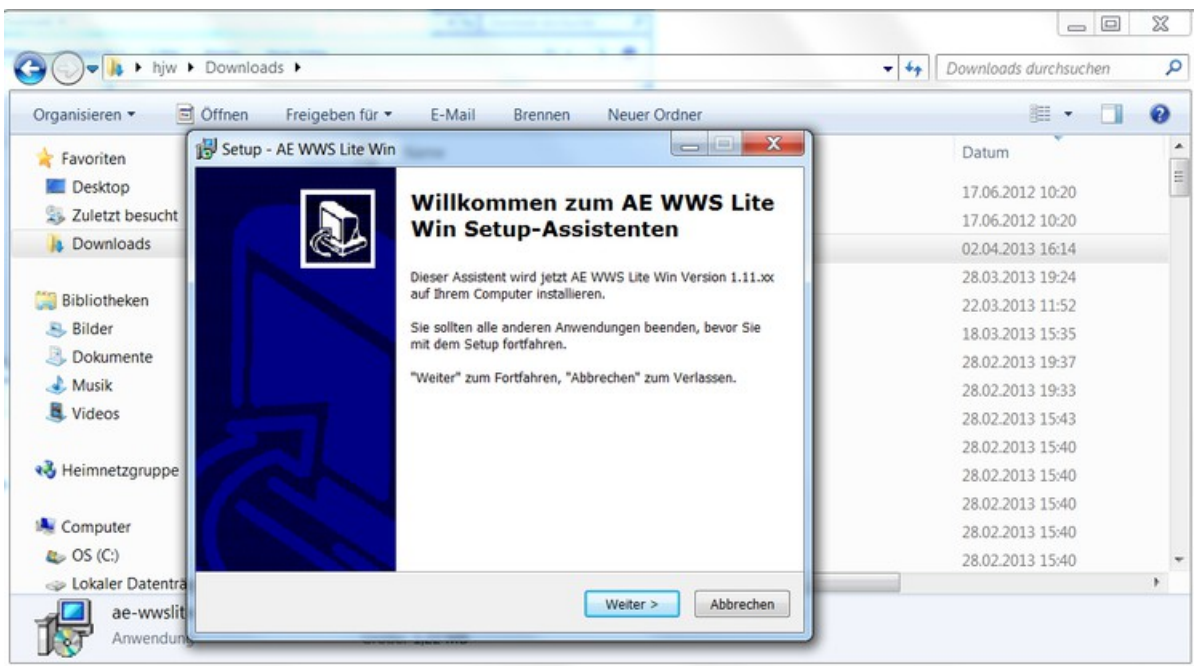 hjw Downloads
Downloads durchsuchen
Organisieren Öffnen Freigeben für E-Mail Brennen Neuer Ordner
Setup - AE WWS Lite Win
Favoriten
Desktop
Zuletzt besucht
Downloads
Bibliotheken
Bilder
Dokumente
Musik
Videos
Heimnetzgruppe
Computer
OS (C:)
Lokaler Datenträ
Willkommen zum AE WWS Lite
Win Setup-Assistenten
Dieser Assistent wird jetzt AE WWS Lite Win Version 1.11.xx
auf Ihrem Computer installieren.
Sie sollten alle anderen Anwendungen beenden, bevor Sie
mit dem Setup fortfahren.
"Weiter" zum Fortfahren, "Abbrechen" zum Verlassen.
Weiter > Abbrechen
Datum
17.06.2012 10:20
17.06.2012 10:20
02.04.2013 16:14
28.03.2013 19:24
22.03.2013 11:52
18.03.2013 15:35
28.02.2013 19:37
28.02.2013 19:33
28.02.2013 15:43
28.02.2013 15:40
28.02.2013 15:40
28.02.2013 15:40
28.02.2013 15:40
28.02.2013 15:40
ae-wwslit
Anwendung